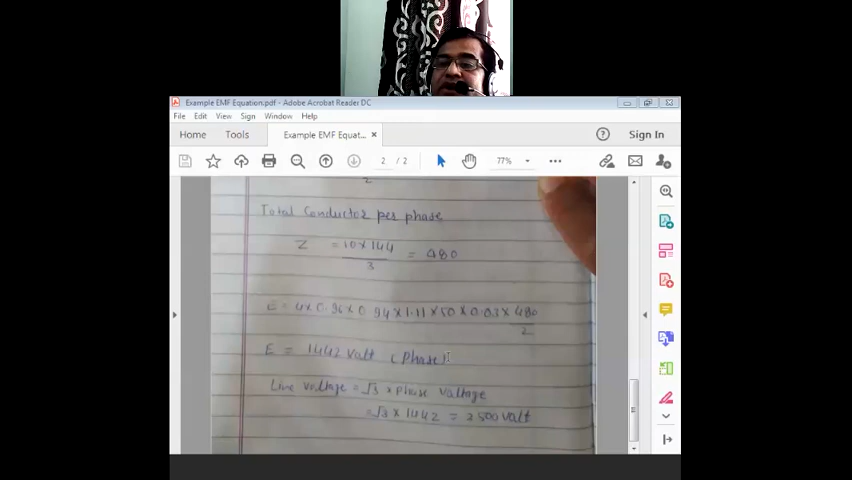 Example EMF Equation.pdf - Adobe Acrobat Reader DC
File Edit View Sign Window Help
Home Tools Example EMF Equat... × Sign In
2 / 2 77%
2
Total Conductor per phase
Z = 10 × 144 / 3 = 480
E = 4 × 0.96 × 0.94 × 1.11 × 50 × 0.03 × 480 / 2
E = 1442 Volt (Phase)
Line Voltage = √3 × Phase Voltage
= √3 × 1442 = 2500 Volt